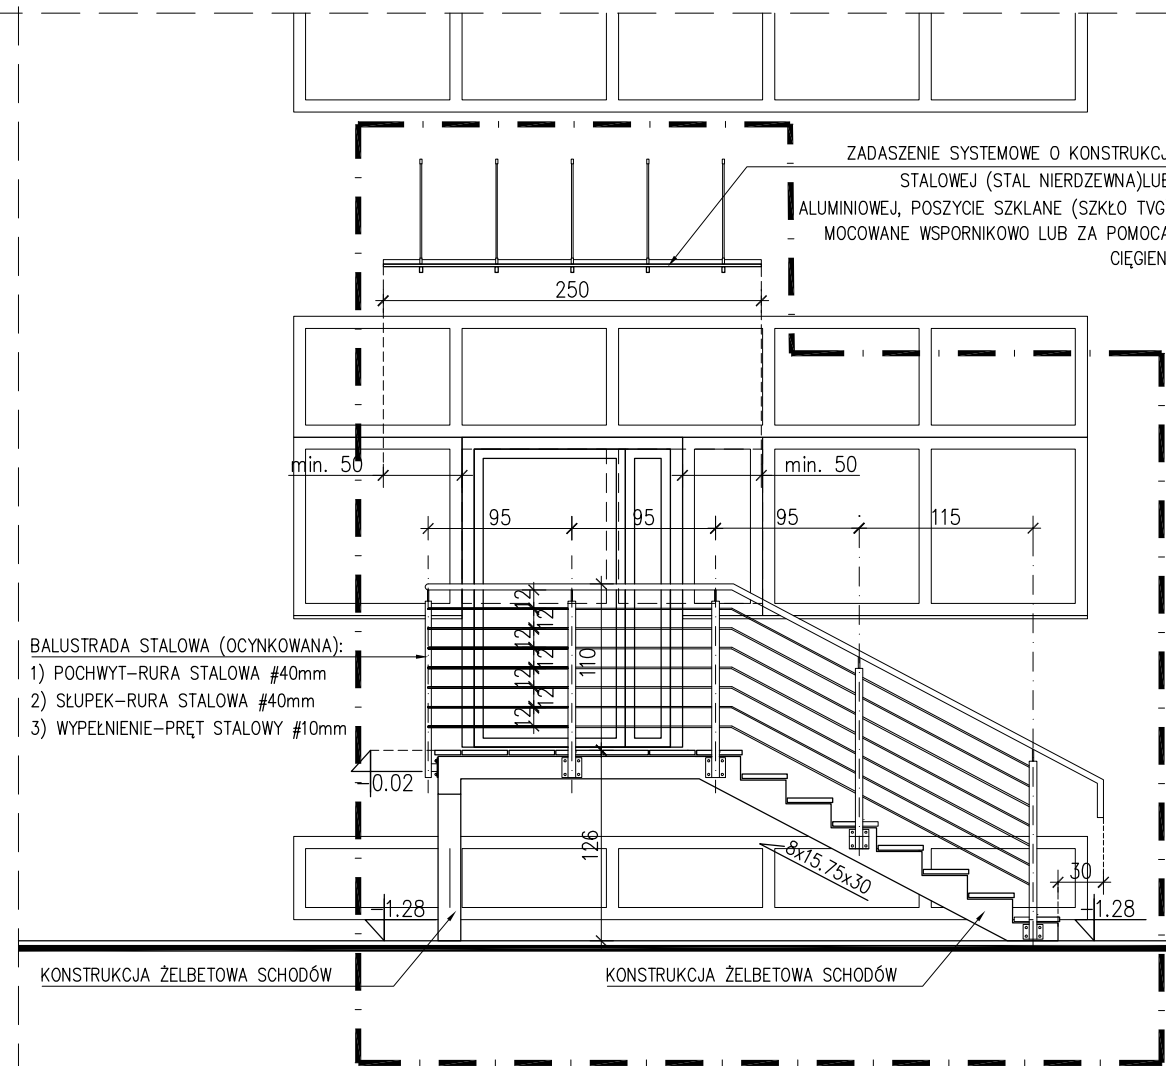 ZADASZENIE SYSTEMOWE O KONSTRUKCJ
STALOWEJ (STAL NIERDZEWNA)LUB
ALUMINIOWEJ, POSZYCIE SZKLANE (SZKŁO TVG
MOCOWANE WSPORNIKOWO LUB ZA POMOCĄ
CIĘGIEN
250
min. 50
min. 50
95
95
95
115
12
12
12
12
12
12
12
110
BALUSTRADA STALOWA (OCYNKOWANA):
1) POCHWYT-RURA STALOWA #40mm
2) SŁUPEK-RURA STALOWA #40mm
3) WYPEŁNIENIE-PRĘT STALOWY #10mm
-0.02
126
8x15.75x30
30
-1.28
-1.28
KONSTRUKCJA ŻELBETOWA SCHODÓW
KONSTRUKCJA ŻELBETOWA SCHODÓW